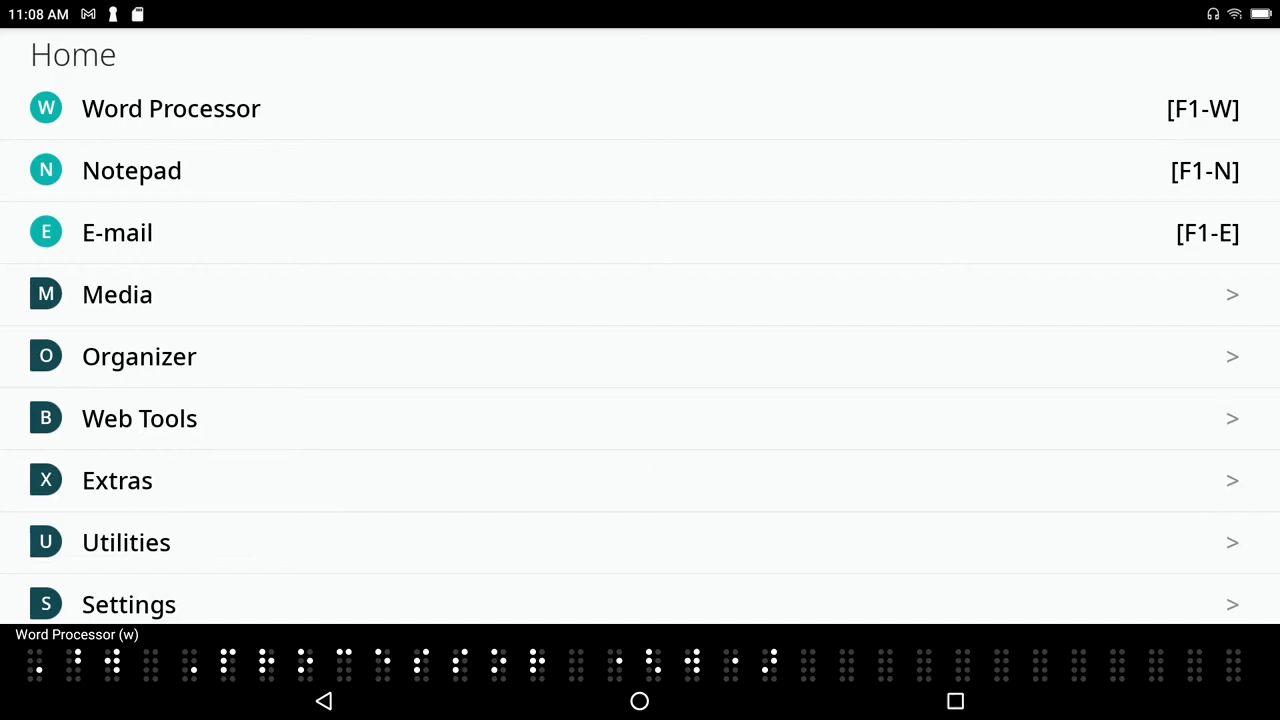 11:08 AM
Home
W Word Processor [F1-W]
N Notepad [F1-N]
E E-mail [F1-E]
M Media >
O Organizer >
B Web Tools >
X Extras >
U Utilities >
S Settings >
Word Processor (w)